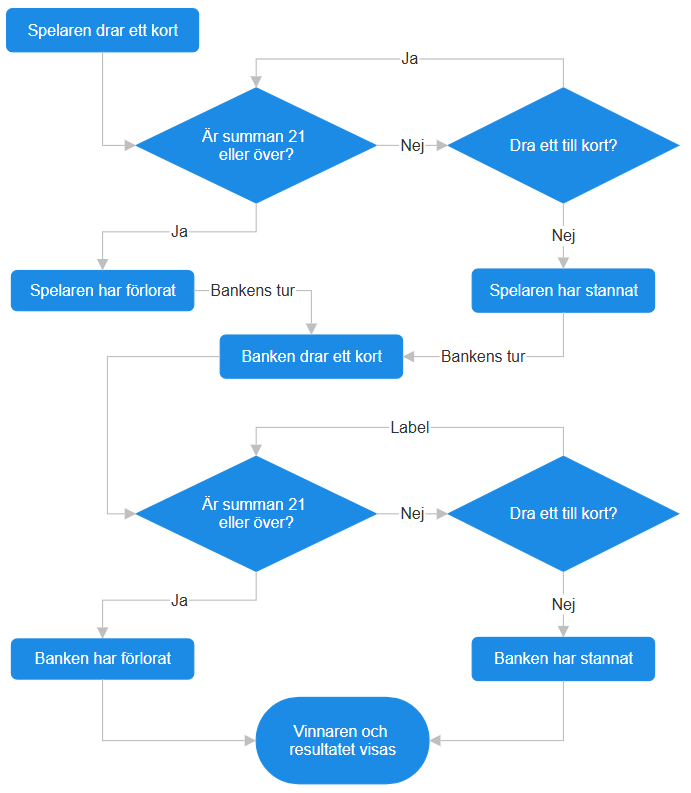 Spelaren drar ett kort
Ja
Är summan 21
eller över?
Nej
Dra ett till kort?
Ja
Nej
Spelaren har förlorat
Bankens tur
Spelaren har stannat
Banken drar ett kort
Bankens tur
Label
Är summan 21
eller över?
Nej
Dra ett till kort?
Ja
Nej
Banken har förlorat
Banken har stannat
Vinnaren och
resultatet visas